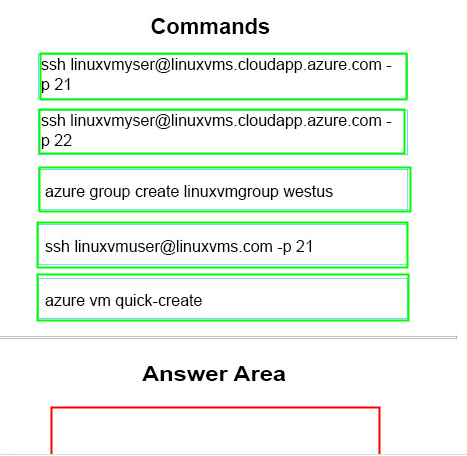 Commands
ssh linuxvmyser@linuxvms.cloudapp.azure.com -
p 21
ssh linuxvmyser@linuxvms.cloudapp.azure.com -
p 22
azure group create linuxvmgroup westus
ssh linuxvmuser@linuxvms.com -p 21
azure vm quick-create
Answer Area